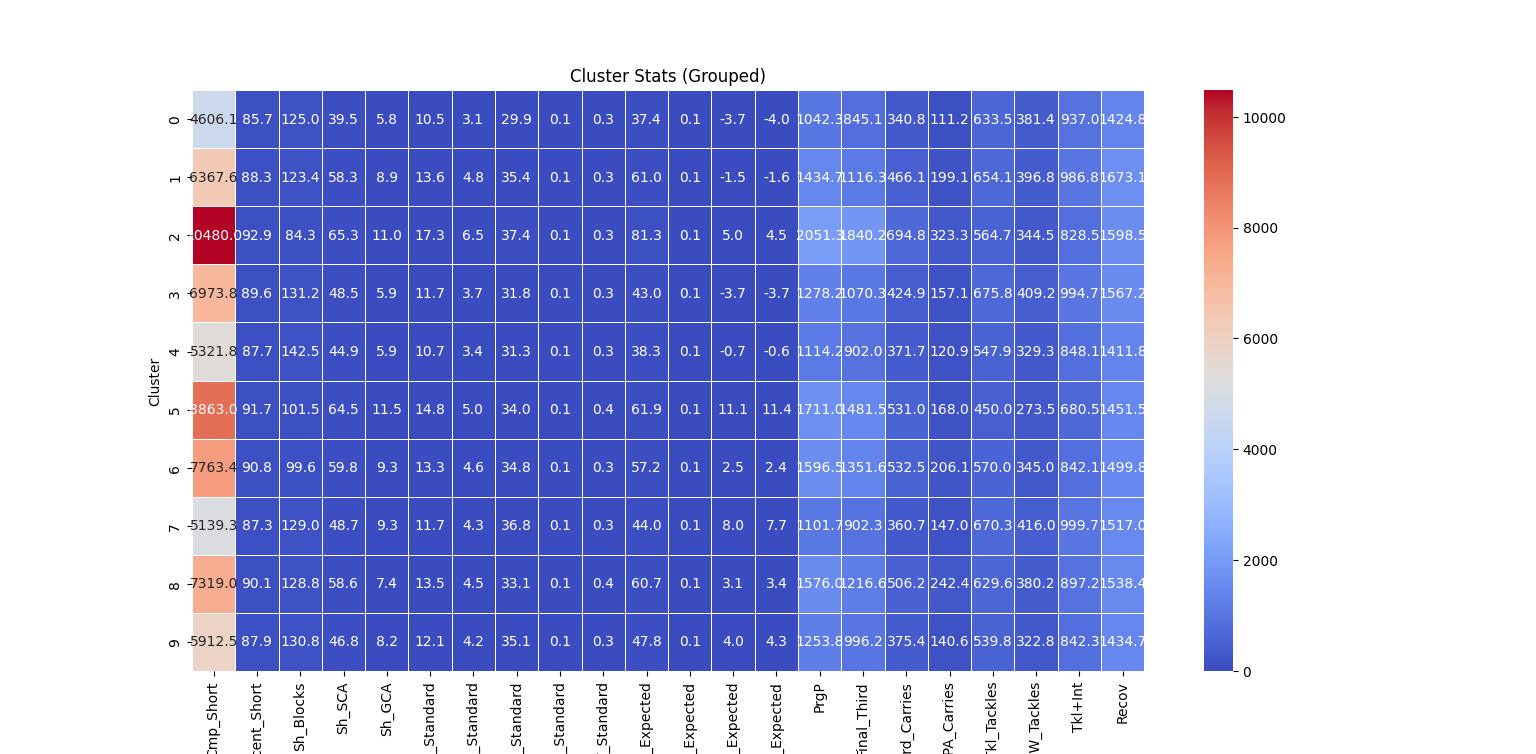 Cluster Stats (Grouped)
0 4606.1 85.7 125.0 39.5 5.8 10.5 3.1 29.9 0.1 0.3 37.4 0.1 -3.7 -4.0 1042.3 845.1 340.8 111.2 633.5 381.4 937.0 1424.8
1 6367.6 88.3 123.4 58.3 8.9 13.6 4.8 35.4 0.1 0.3 61.0 0.1 -1.5 -1.6 1434.7 1116.3 466.1 199.1 654.1 396.8 986.8 1673.1
2 0480.0 92.9 84.3 65.3 11.0 17.3 6.5 37.4 0.1 0.3 81.3 0.1 5.0 4.5 2051.3 1840.2 694.8 323.3 564.7 344.5 828.5 1598.5
3 6973.8 89.6 131.2 48.5 5.9 11.7 3.7 31.8 0.1 0.3 43.0 0.1 -3.7 -3.7 1278.2 1070.3 424.9 157.1 675.8 409.2 994.7 1567.2
4 5321.8 87.7 142.5 44.9 5.9 10.7 3.4 31.3 0.1 0.3 38.3 0.1 -0.7 -0.6 1114.2 902.0 371.7 120.9 547.9 329.3 848.1 1411.8
5 8863.0 91.7 101.5 64.5 11.5 14.8 5.0 34.0 0.1 0.4 61.9 0.1 11.1 11.4 1711.0 1481.5 531.0 168.0 450.0 273.5 680.5 1451.5
6 7763.4 90.8 99.6 59.8 9.3 13.3 4.6 34.8 0.1 0.3 57.2 0.1 2.5 2.4 1596.5 1351.6 532.5 206.1 570.0 345.0 842.1 1499.8
7 5139.3 87.3 129.0 48.7 9.3 11.7 4.3 36.8 0.1 0.3 44.0 0.1 8.0 7.7 1101.7 902.3 360.7 147.0 670.3 416.0 999.7 1517.0
8 7319.0 90.1 128.8 58.6 7.4 13.5 4.5 33.1 0.1 0.4 60.7 0.1 3.1 3.4 1576.0 1216.6 506.2 242.4 629.6 380.2 897.2 1538.4
9 5912.5 87.9 130.8 46.8 8.2 12.1 4.2 35.1 0.1 0.3 47.8 0.1 4.0 4.3 1253.8 996.2 375.4 140.6 539.8 322.8 842.3 1434.7
Cluster
Cmp_Short
cent_Short
Sh_Blocks
Sh_SCA
Sh_GCA
_Standard
_Standard
_Standard
_Standard
_Standard
_Expected
_Expected
_Expected
_Expected
PrgP
Final_Third
rd_Carries
PA_Carries
Tkl_Tackles
W_Tackles
Tkl+Int
Recov
10000
8000
6000
4000
2000
0